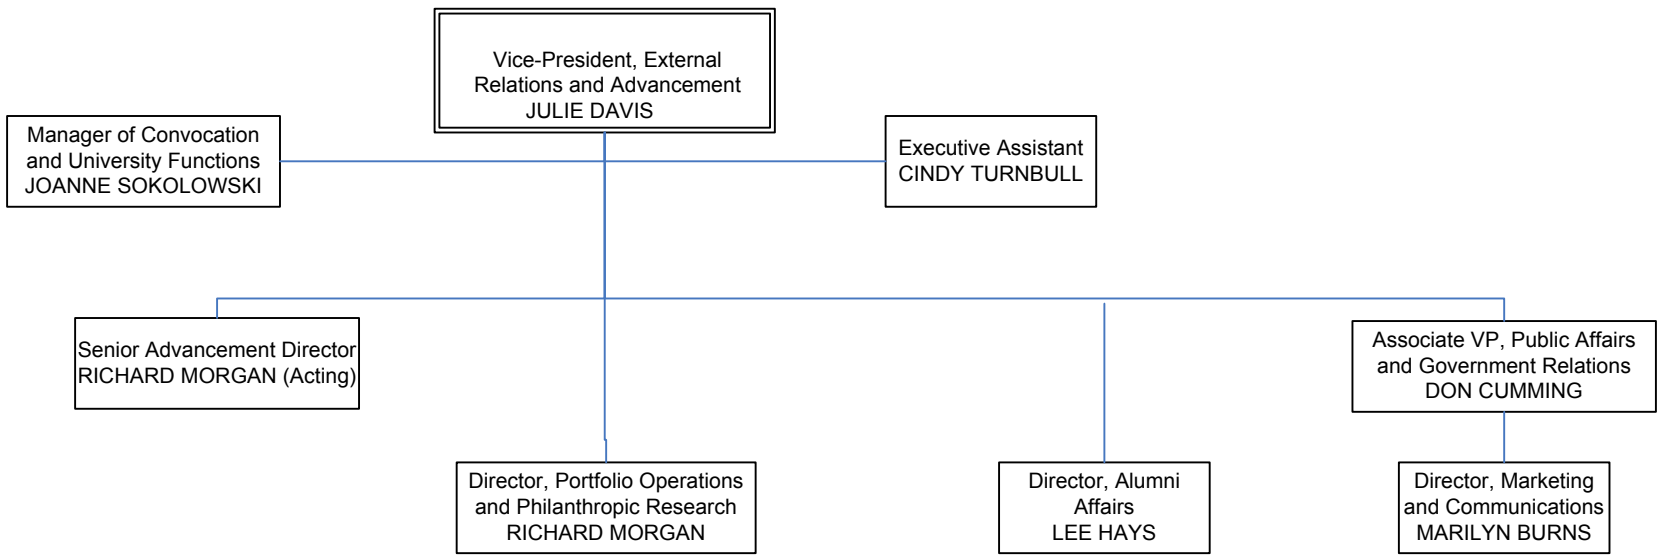 Vice-President, External
Relations and Advancement
JULIE DAVIS
Manager of Convocation
and University Functions
JOANNE SOKOLOWSKI
Executive Assistant
CINDY TURNBULL
Senior Advancement Director
RICHARD MORGAN (Acting)
Associate VP, Public Affairs
and Government Relations
DON CUMMING
Director, Portfolio Operations
and Philanthropic Research
RICHARD MORGAN
Director, Alumni
Affairs
LEE HAYS
Director, Marketing
and Communications
MARILYN BURNS